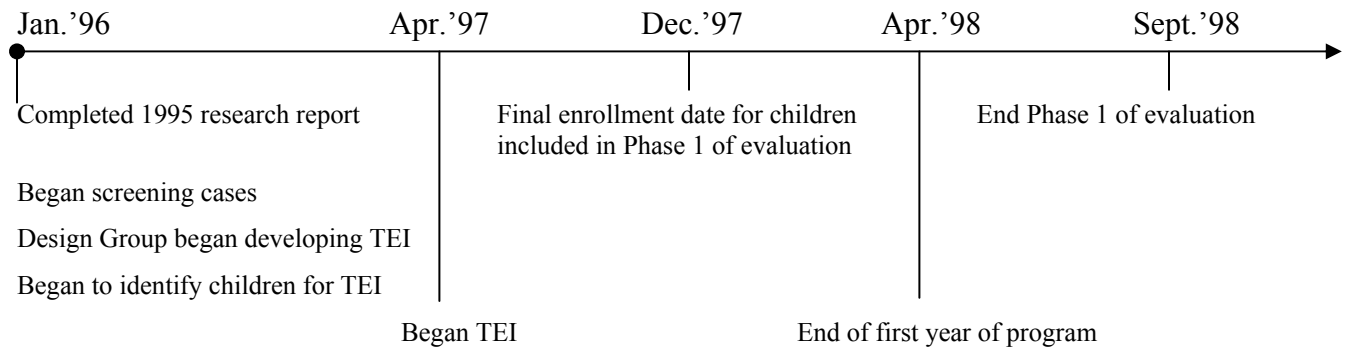 Jan.’96 Apr.’97 Dec.’97 Apr.’98 Sept.’98
Completed 1995 research report
Began screening cases
Design Group began developing TEI
Began to identify children for TEI
Began TEI
Final enrollment date for children
included in Phase 1 of evaluation
End of first year of program
End Phase 1 of evaluation